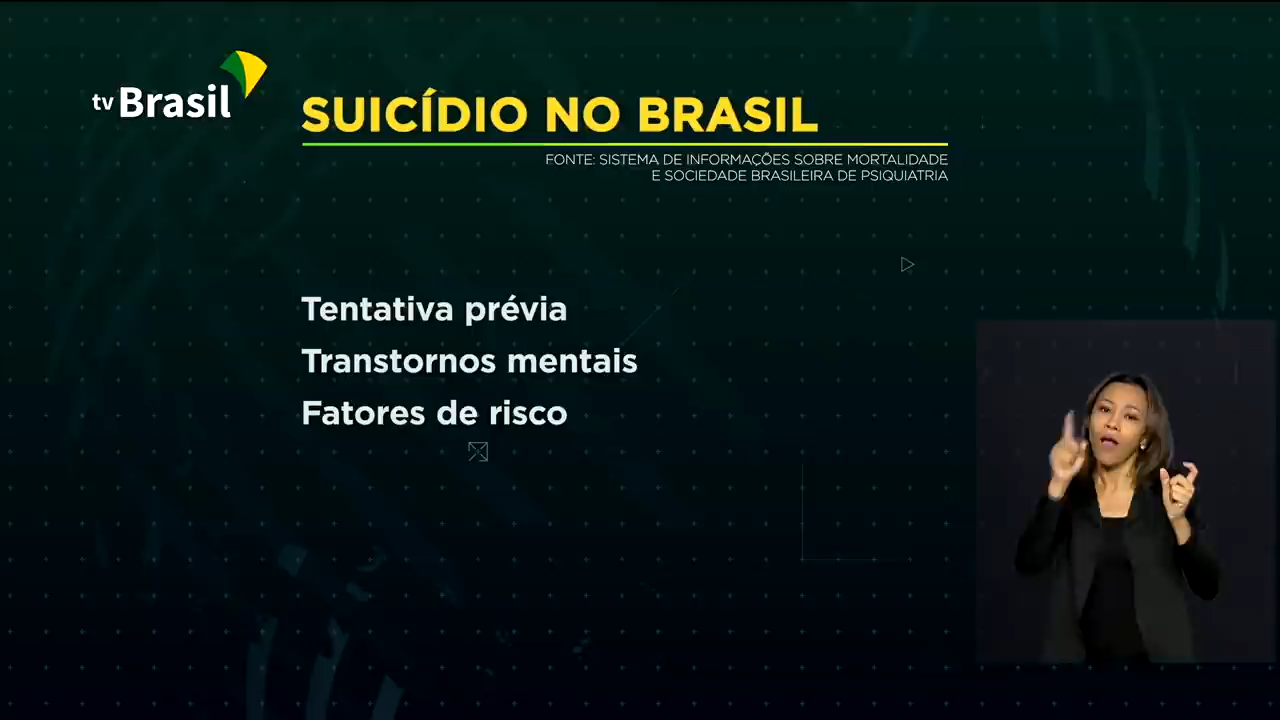 tv Brasil
SUICÍDIO NO BRASIL
FONTE: SISTEMA DE INFORMAÇÕES SOBRE MORTALIDADE
E SOCIEDADE BRASILEIRA DE PSIQUIATRIA
Tentativa prévia
Transtornos mentais
Fatores de risco